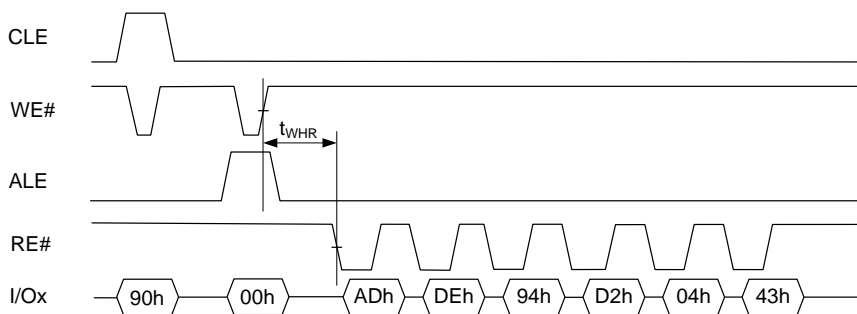 CLE
WE#
tWHR
ALE
RE#
I/Ox 90h 00h ADh DEh 94h D2h 04h 43h